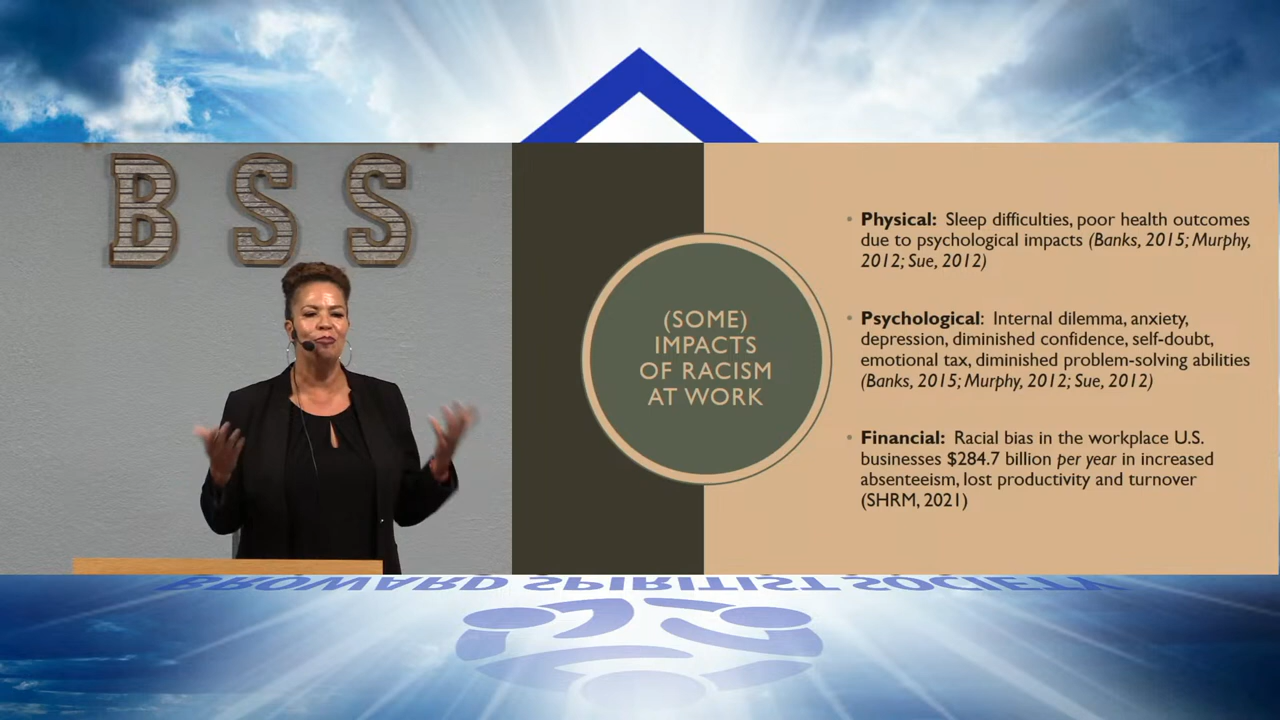 B S S
(SOME)
IMPACTS
OF RACISM
AT WORK
• Physical: Sleep difficulties, poor health outcomes
due to psychological impacts (Banks, 2015; Murphy,
2012; Sue, 2012)
• Psychological: Internal dilemma, anxiety,
depression, diminished confidence, self-doubt,
emotional tax, diminished problem-solving abilities
(Banks, 2015; Murphy, 2012; Sue, 2012)
• Financial: Racial bias in the workplace U.S.
businesses $284.7 billion per year in increased
absenteeism, lost productivity and turnover
(SHRM, 2021)
BROWARD SPIRITIST SOCIETY